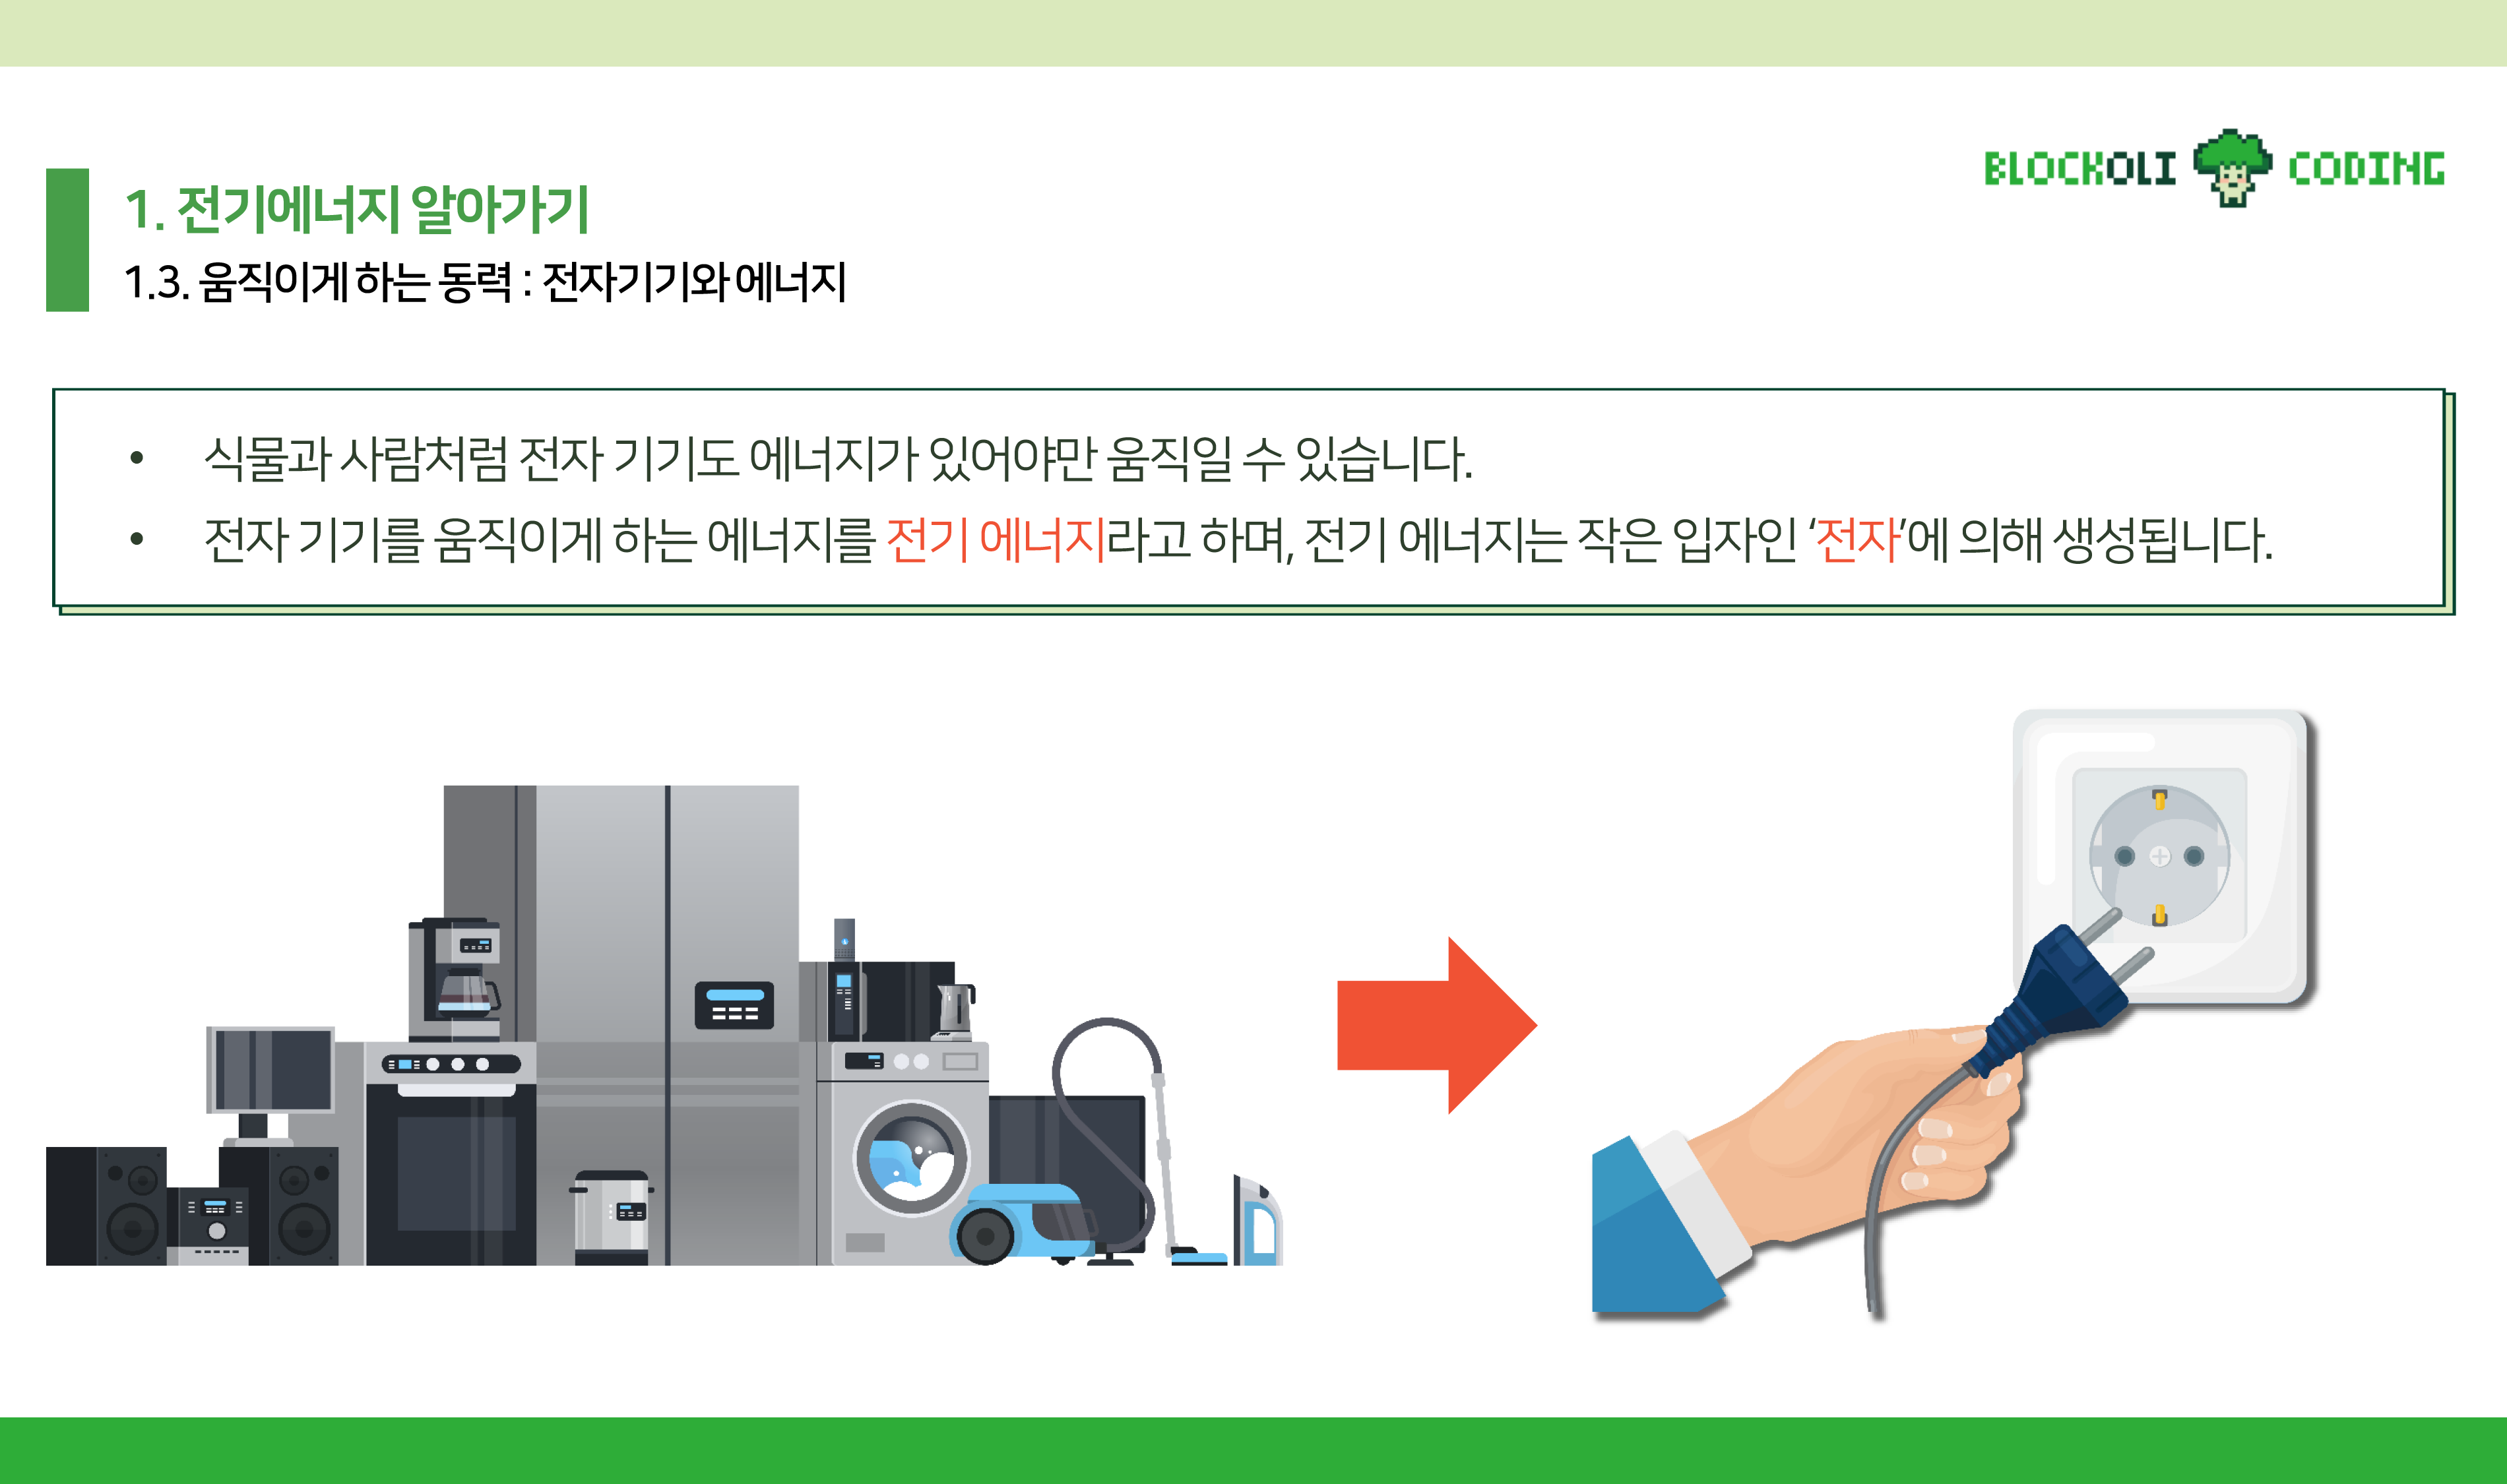 BLOCKOLI CODING
1. 전기에너지 알아가기
1.3. 움직이게 하는 동력 : 전자기기와 에너지
• 식물과 사람처럼 전자 기기도 에너지가 있어야만 움직일 수 있습니다.
• 전자 기기를 움직이게 하는 에너지를 전기 에너지라고 하며, 전기 에너지는 작은 입자인 ‘전자’에 의해 생성됩니다.